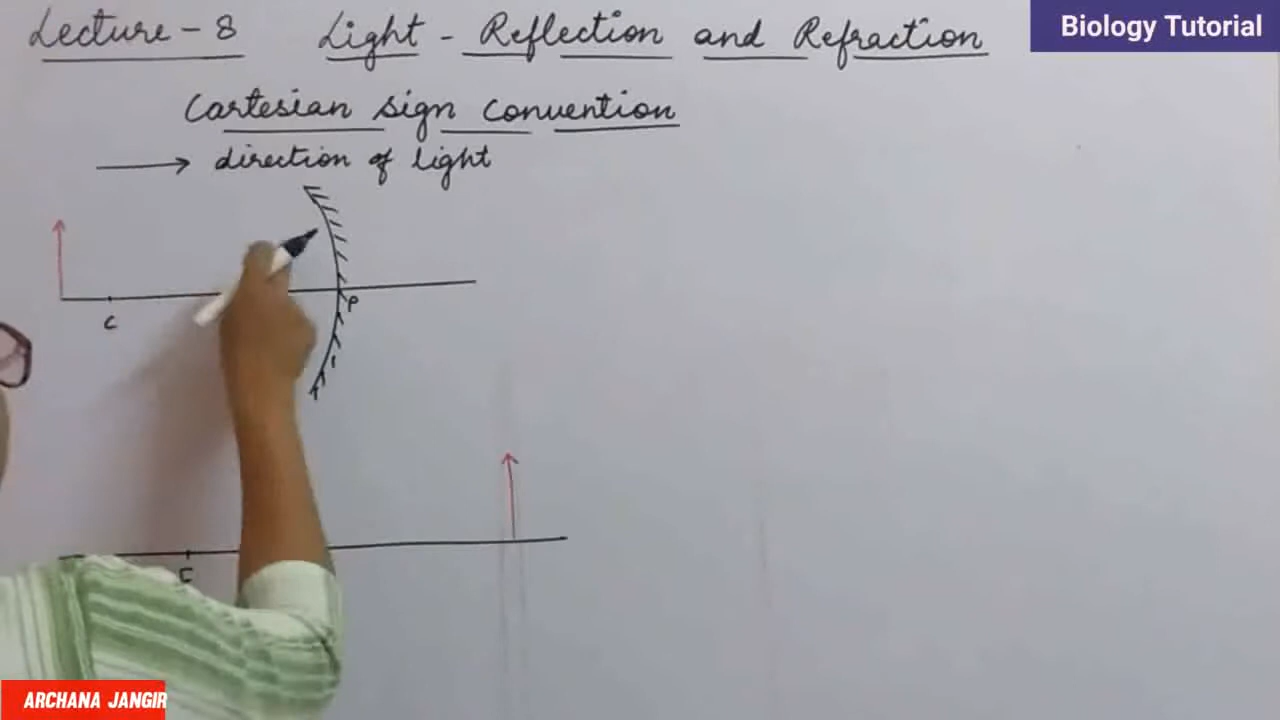 Lecture - 8 Light - Reflection and Refraction
Biology Tutorial
Cartesian sign convention
direction of light
C
P
F
ARCHANA JANGIR